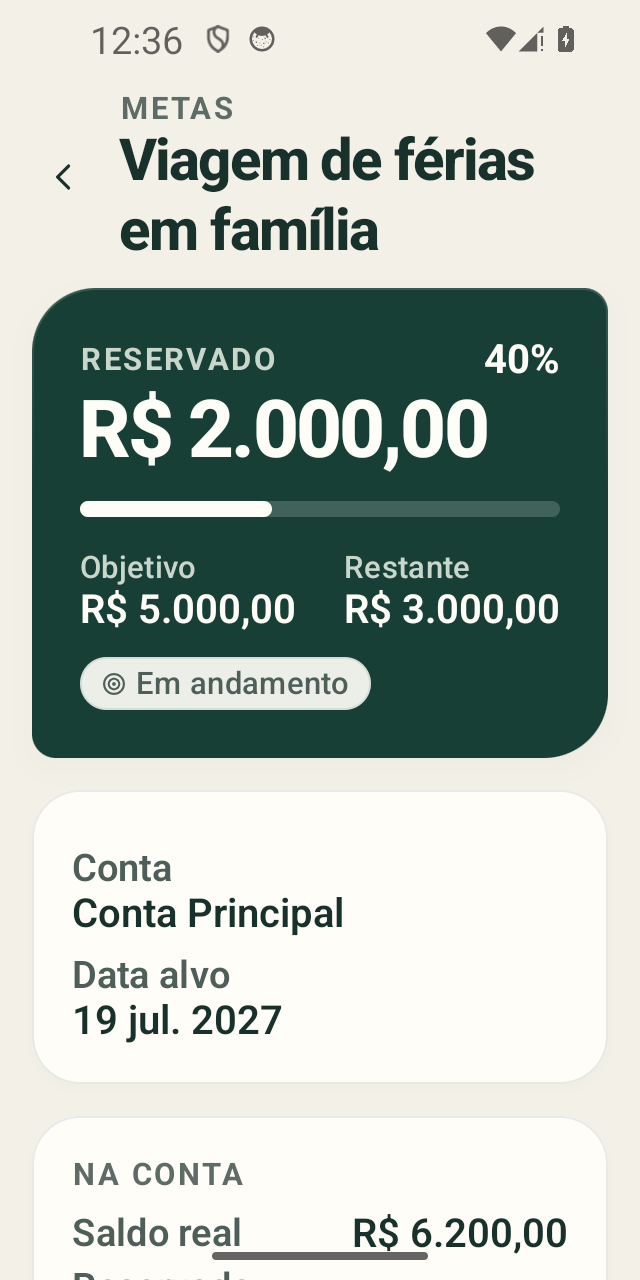 12:36
METAS
Viagem de férias
em família
RESERVADO 40%
R$ 2.000,00
Objetivo Restante
R$ 5.000,00 R$ 3.000,00
Em andamento
Conta
Conta Principal
Data alvo
19 jul. 2027
NA CONTA
Saldo real R$ 6.200,00